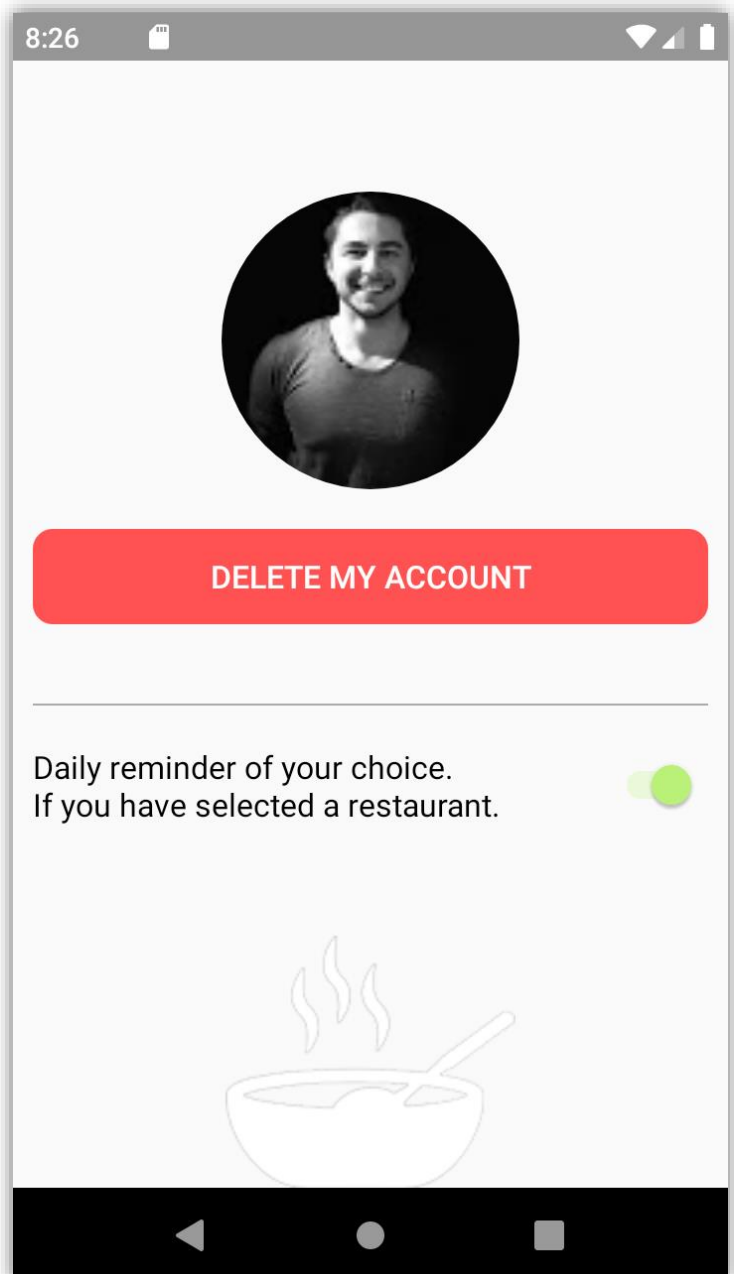 8:26
DELETE MY ACCOUNT
Daily reminder of your choice.
If you have selected a restaurant.